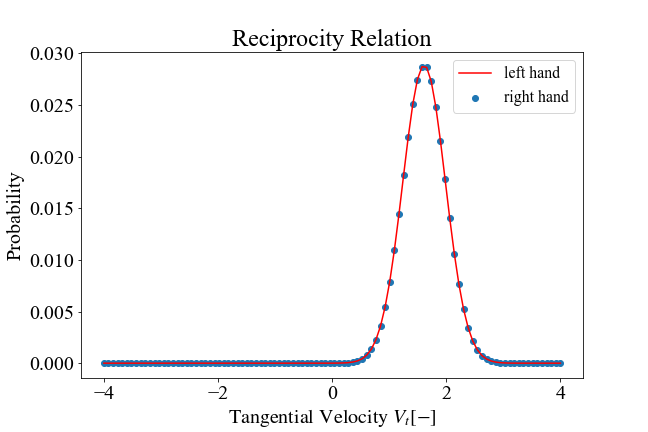 Reciprocity Relation
left hand
right hand
0.030
0.025
0.020
0.015
0.010
0.005
0.000
Probability
−4
−2
0
2
4
Tangential Velocity Vt[−]